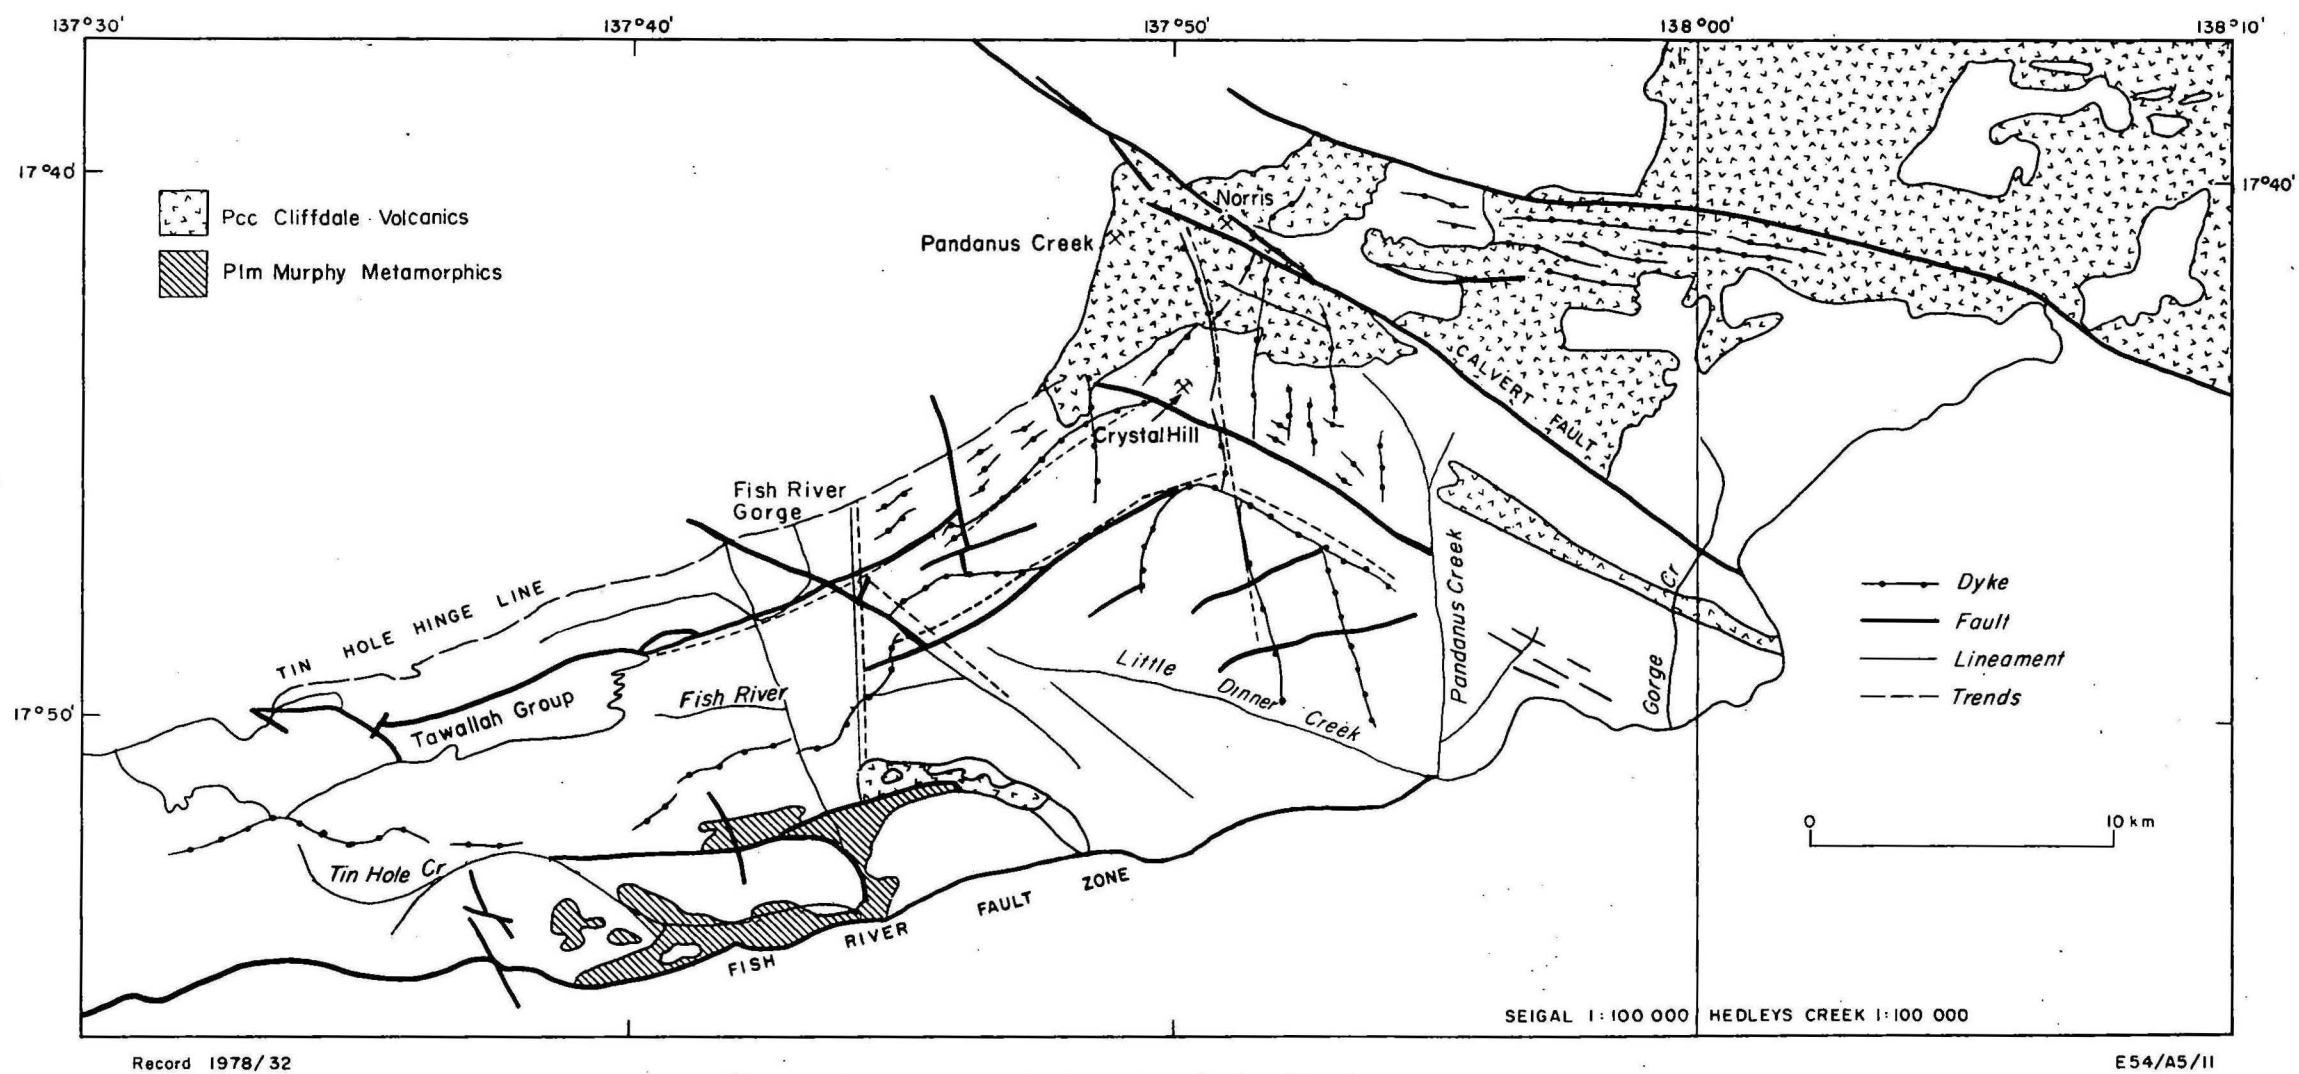 137°30'
137°40'
137°50'
138°00'
138°10'
17°40'
17°40'
Pcc Cliffdale Volcanics
Plm Murphy Metamorphics
Norris
Pandanus Creek
CALVERT FAULT
Crystal Hill
Fish River
Gorge
TIN HOLE HINGE LINE
Pandanus Creek
Cr
Gorge
Dyke
Fault
Lineament
Trends
Little
Dinner
Creek
Fish River
Tawallah Group
17°50'
0 10 km
Tin Hole Cr
FISH RIVER FAULT ZONE
SEIGAL 1:100 000
HEDLEYS CREEK 1:100 000
Record 1978/32
E54/A5/11